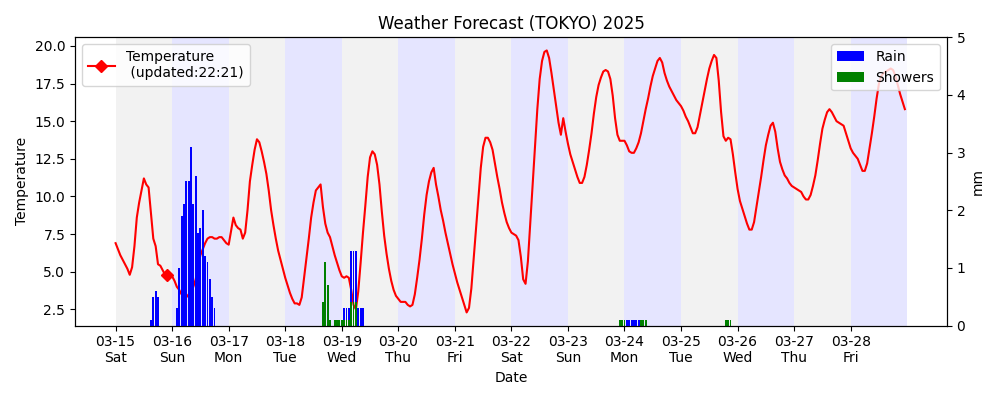 Weather Forecast (TOKYO) 2025
Temperature
(updated:22:21)
Rain
Showers
20.0
17.5
15.0
12.5
10.0
7.5
5.0
2.5
Temperature
5
4
3
2
1
0
mm
03-15 03-16 03-17 03-18 03-19 03-20 03-21 03-22 03-23 03-24 03-25 03-26 03-27 03-28
Sat Sun Mon Tue Wed Thu Fri Sat Sun Mon Tue Wed Thu Fri
Date